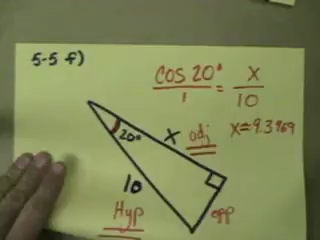 5-5 f)
cos 20° = x
1 10
x≈9.3969
20°
x adj
10
Hyp
opp